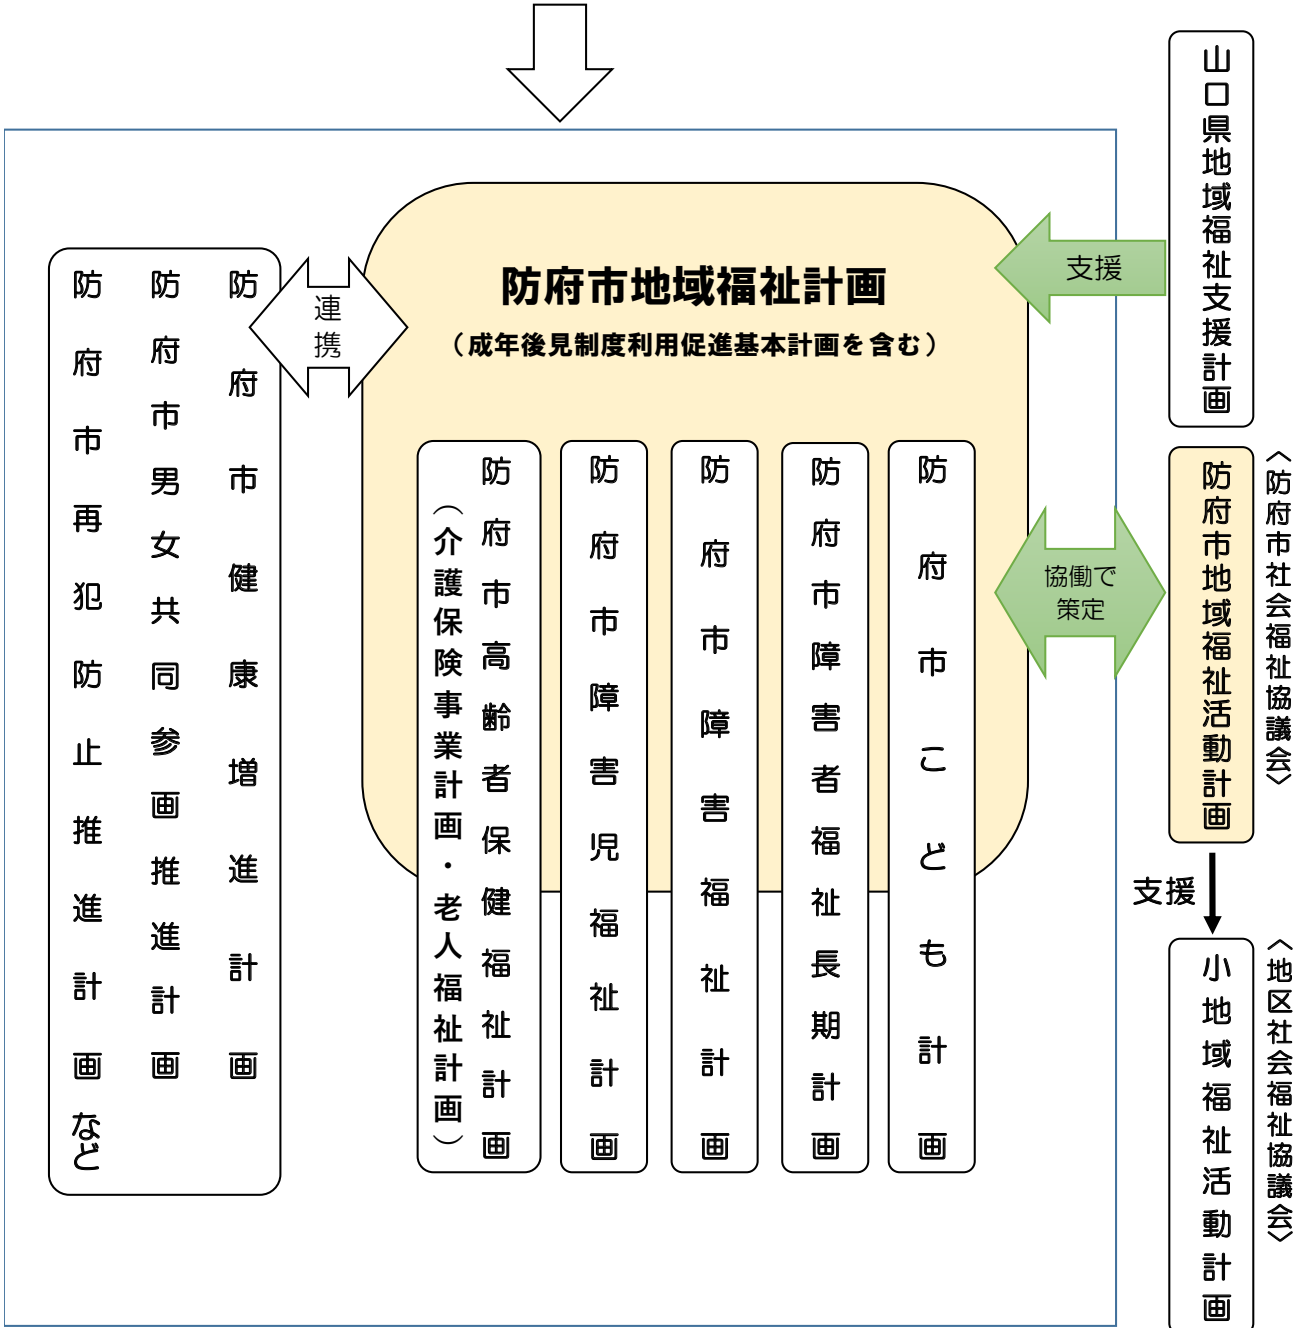 防府市地域福祉計画
（成年後見制度利用促進基本計画を含む）
連
携
支援
協働で
策定
山口県地域福祉支援計画
〈防府市社会福祉協議会〉
防府市地域福祉活動計画
支援
〈地区社会福祉協議会〉
小地域福祉活動計画
防府市こども計画
防府市障害者福祉長期計画
防府市障害福祉計画
防府市障害児福祉計画
防府市高齢者保健福祉計画
（介護保険事業計画・老人福祉計画）
防府市健康増進計画
防府市男女共同参画推進計画
防府市再犯防止推進計画など